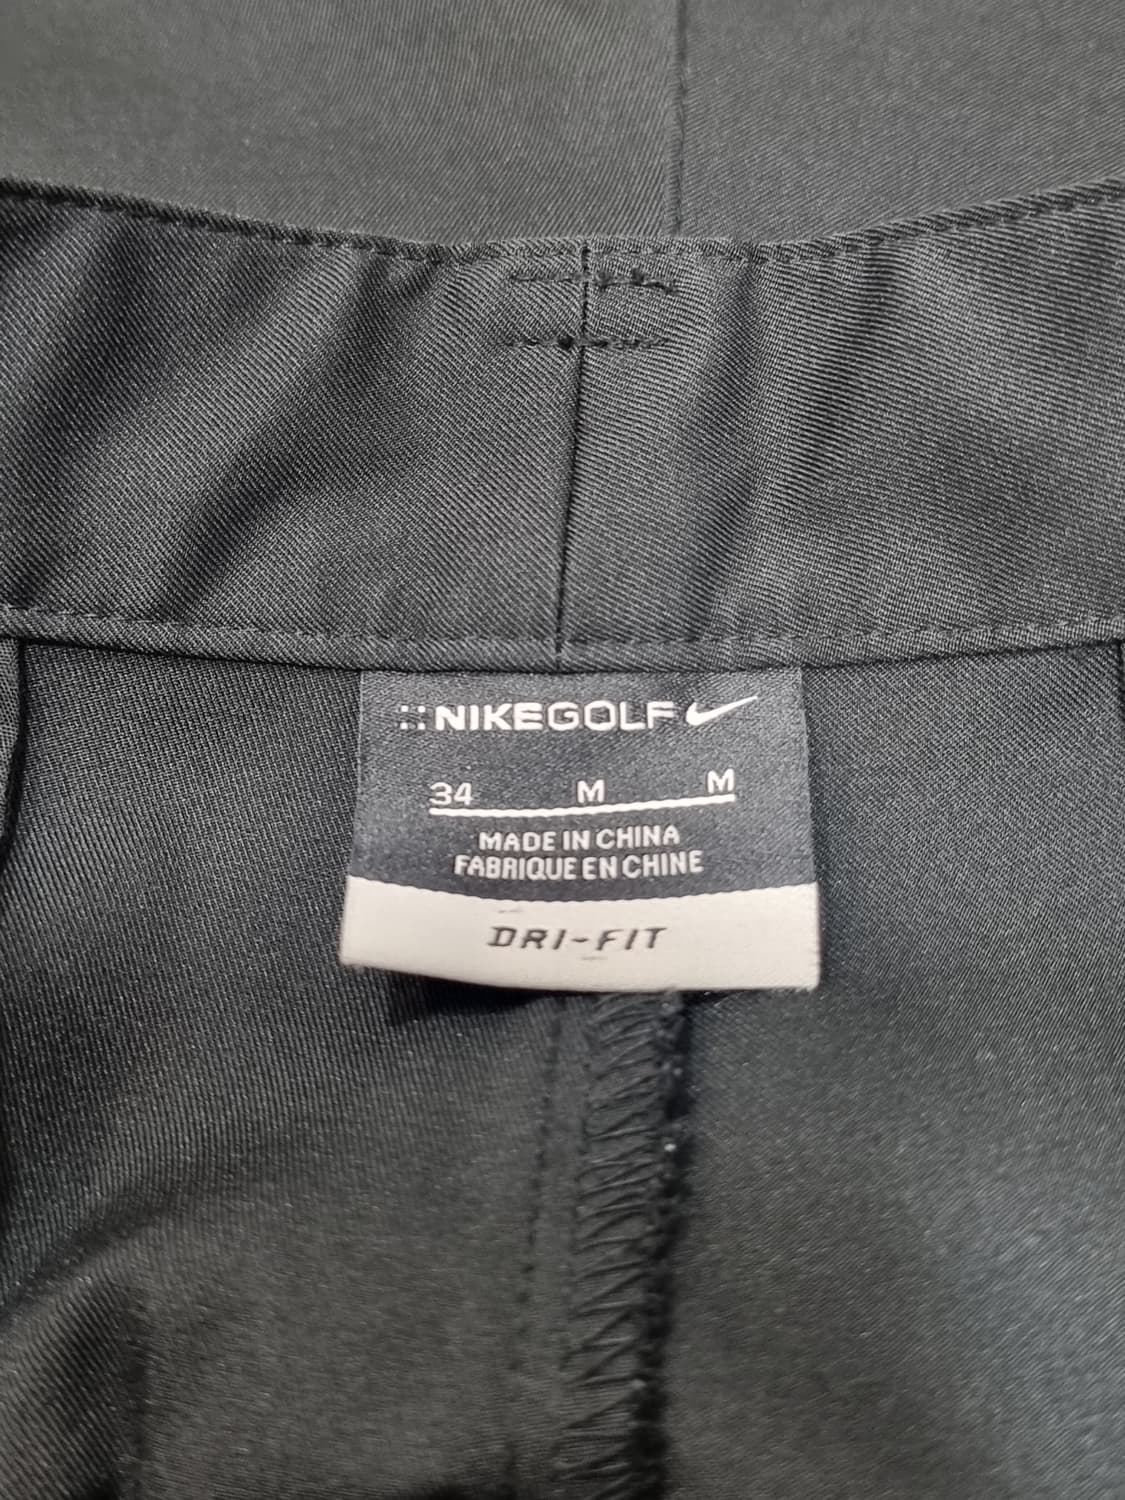 NIKEGOLF
34 M M
MADE IN CHINA
FABRIQUE EN CHINE
DRI-FIT